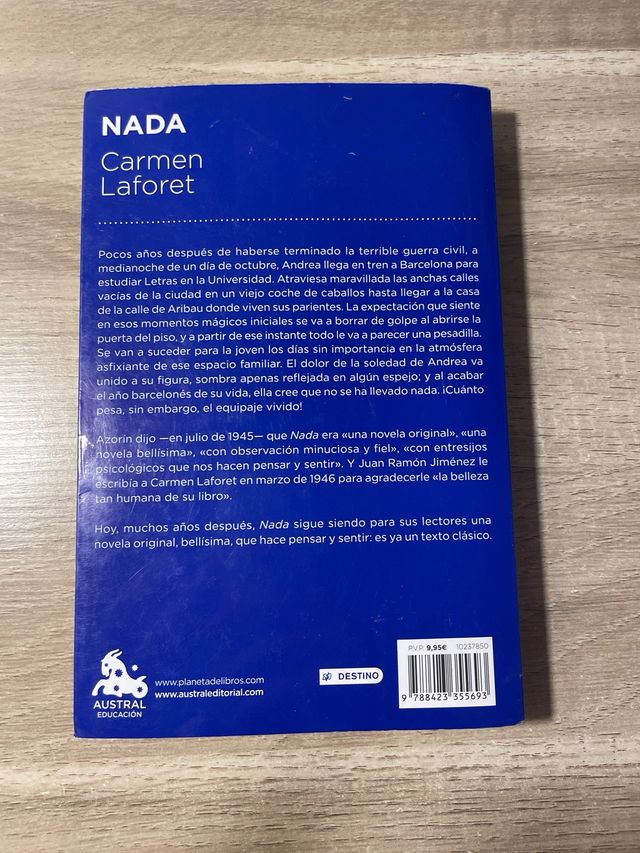 NADA
Carmen
Laforet
Pocos años después de haberse terminado la terrible guerra civil, a
medianoche de un día de octubre, Andrea llega en tren a Barcelona para
estudiar Letras en la Universidad. Atraviesa maravillada las anchas calles
vacías de la ciudad en un viejo coche de caballos hasta llegar a la casa
de la calle de Aribau donde viven sus parientes. La expectación que siente
en esos momentos mágicos iniciales se va a borrar de golpe al abrirse la
puerta del piso, y a partir de ese instante todo le va a parecer una pesadilla.
Se van a suceder para la joven los días sin importancia en la atmósfera
asfixiante de ese espacio familiar. El dolor de la soledad de Andrea va
unido a su figura, sombra apenas reflejada en algún espejo; y al acabar
el año barcelonés de su vida, ella cree que no se ha llevado nada. ¡Cuánto
pesa, sin embargo, el equipaje vivido!
Azorín dijo —en julio de 1945— que Nada era «una novela original», «una
novela bellísima», «con observación minuciosa y fiel», «con entresijos
psicológicos que nos hacen pensar y sentir». Y Juan Ramón Jiménez le
escribía a Carmen Laforet en marzo de 1946 para agradecerle «la belleza
tan humana de su libro».
Hoy, muchos años después, Nada sigue siendo para sus lectores una
novela original, bellísima, que hace pensar y sentir: es ya un texto clásico.
P.V.P. 9,95€ 10237850
www.planetadelibros.com
www.australeditorial.com
DESTINO
AUSTRAL
EDUCACIÓN
9 788423 355693